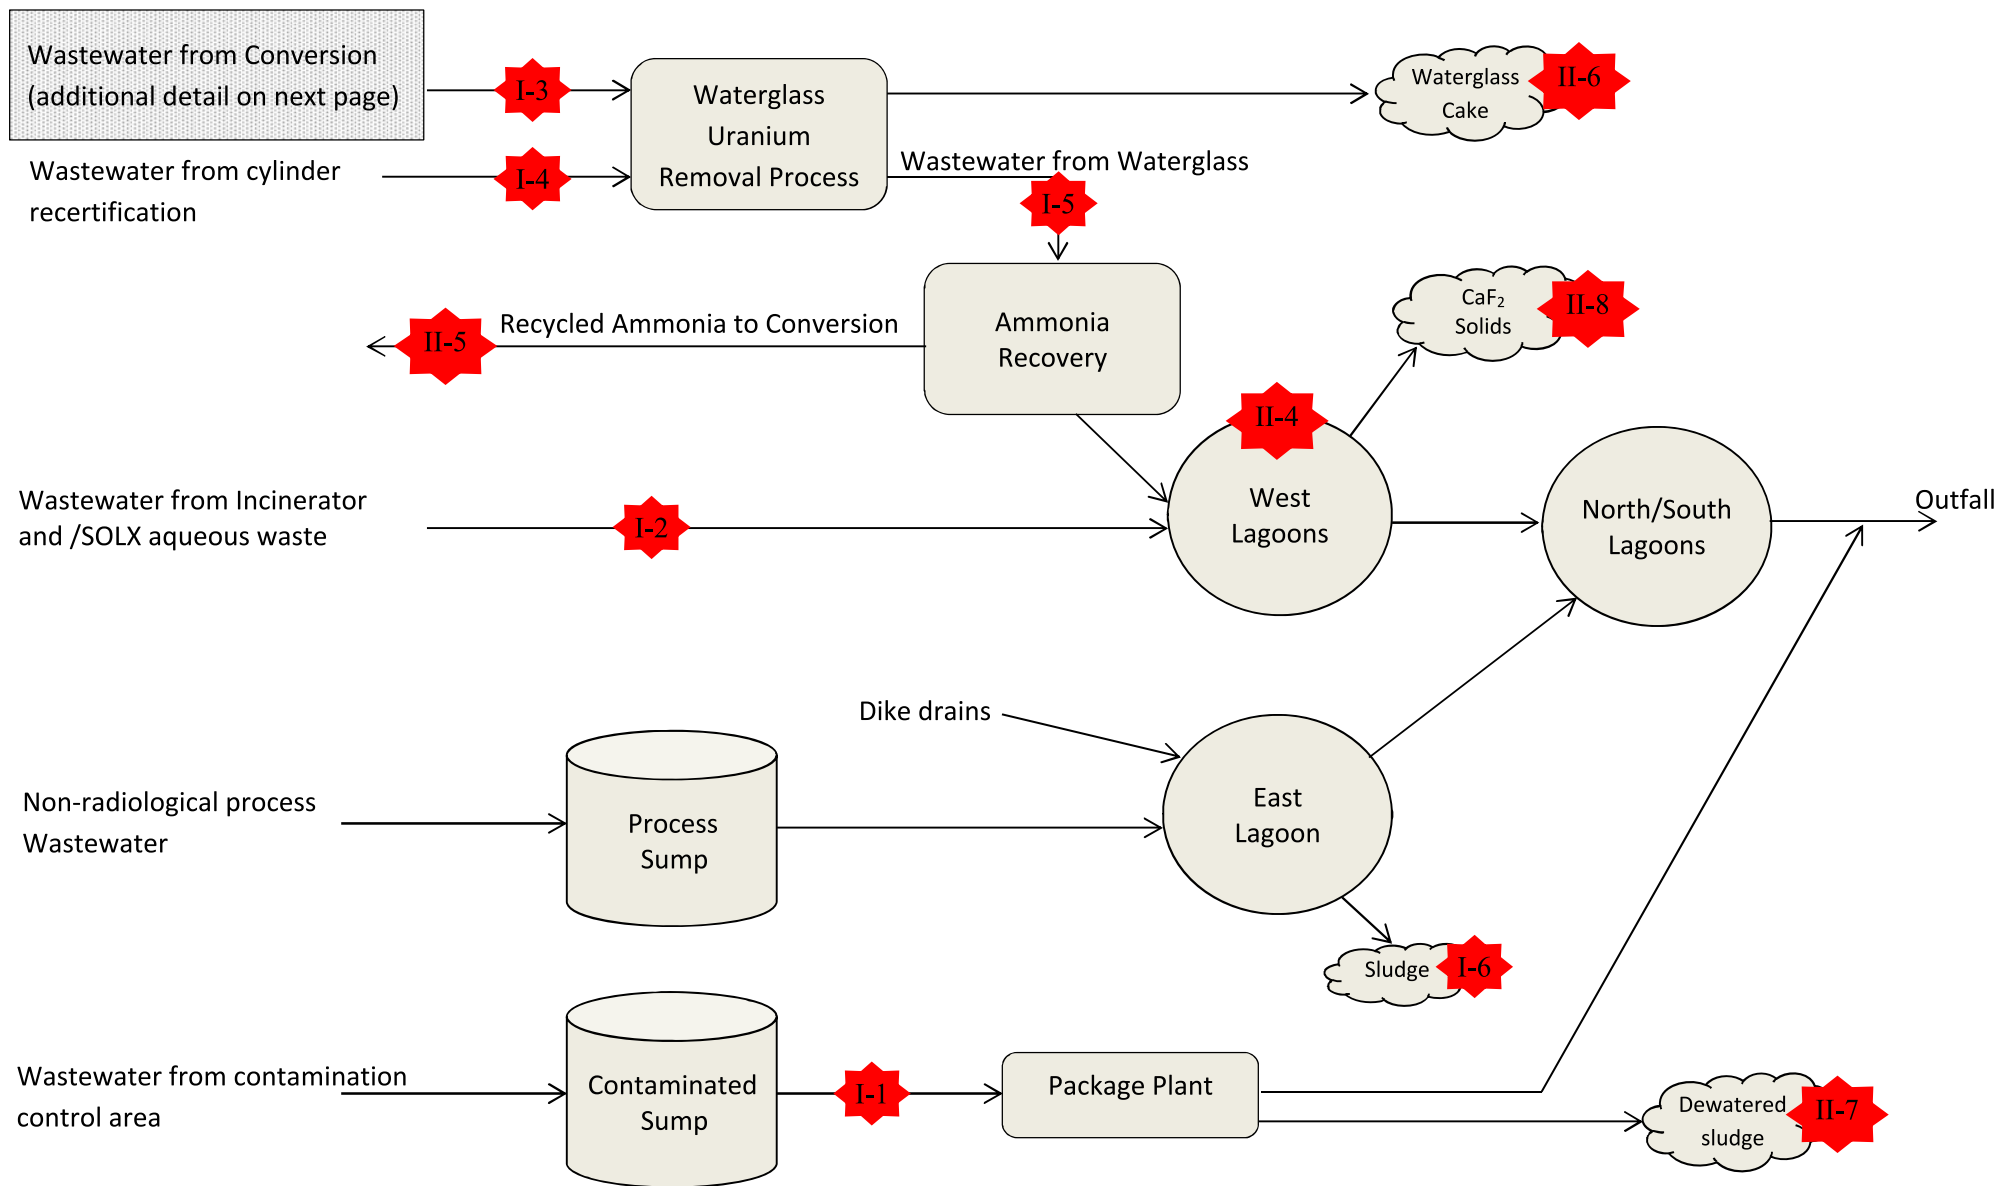 Wastewater from Conversion
(additional detail on next page)
I-3
Waterglass
Uranium
Removal Process
Waterglass
Cake
II-6
Wastewater from cylinder
recertification
I-4
Wastewater from Waterglass
I-5
Recycled Ammonia to Conversion
II-5
Ammonia
Recovery
CaF₂
Solids
II-8
II-4
West
Lagoons
North/South
Lagoons
Outfall
Wastewater from Incinerator
and /SOLX aqueous waste
I-2
Dike drains
Non-radiological process
Wastewater
Process
Sump
East
Lagoon
Sludge
I-6
Wastewater from contamination
control area
Contaminated
Sump
I-1
Package Plant
Dewatered
sludge
II-7